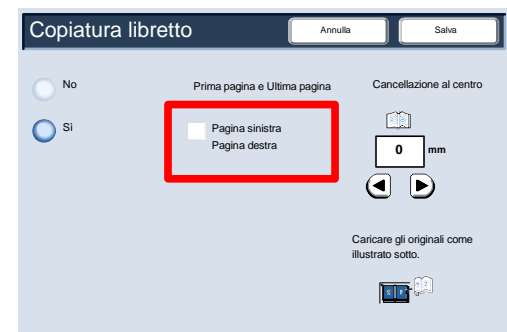 Copiatura libretto
Annulla
Salva
No
Sì
Prima pagina e Ultima pagina
Pagina sinistra
Pagina destra
Cancellazione al centro
0 mm
Caricare gli originali come
illustrato sotto.